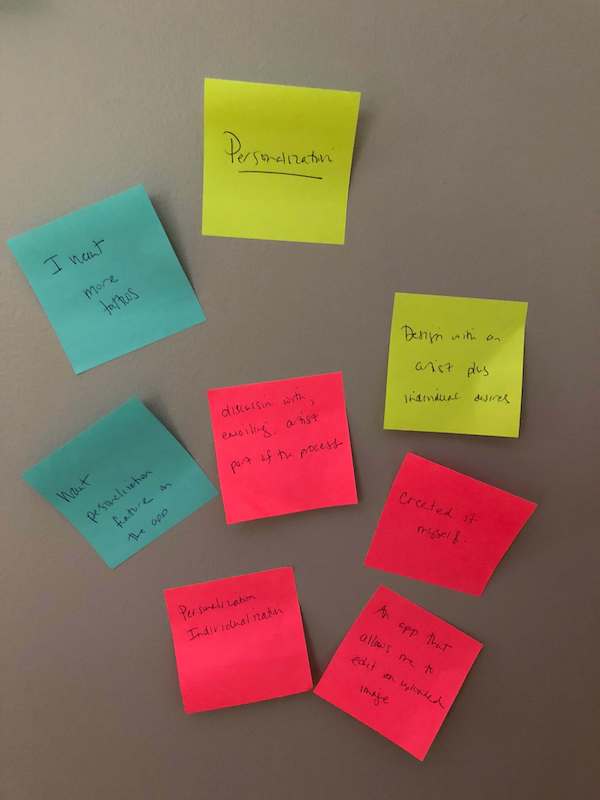 Personalization
I want
more
tattoos
Design with an
artist plus
individual desires
discussion with,
emailing, artist
part of the process
Want
personalization
feature on
the app
Created it
myself.
Personalization
Individualization
An app that
allows me to
edit an uploaded
image